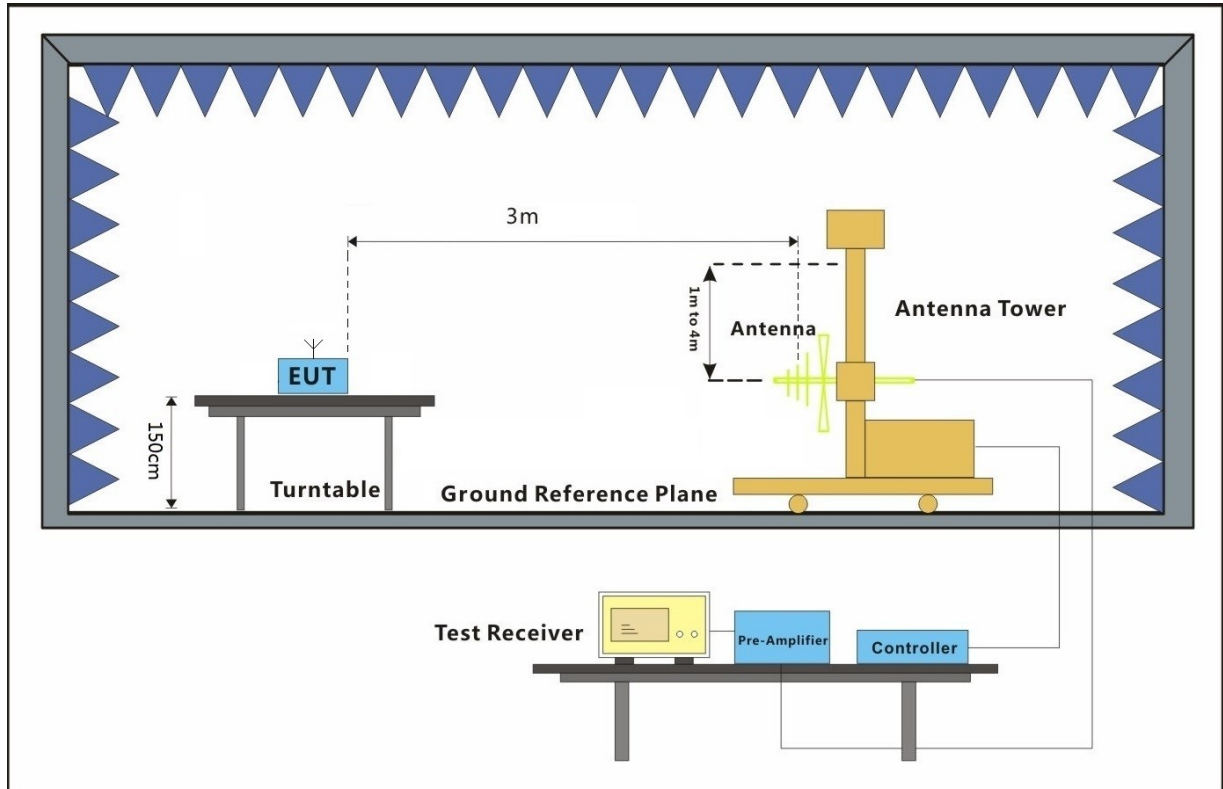 3m
1m to 4m
Antenna Tower
Antenna
EUT
150cm
Turntable
Ground Reference Plane
Test Receiver
Pre-Amplifier
Controller